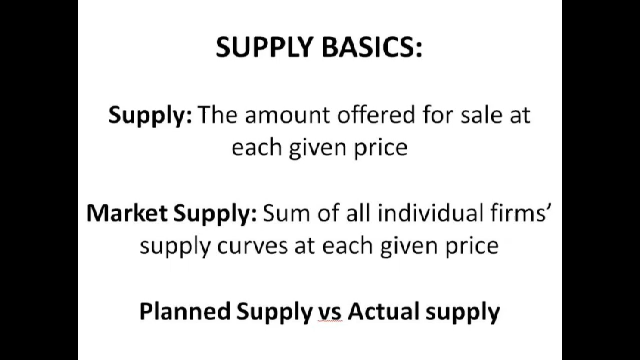 SUPPLY BASICS:
Supply: The amount offered for sale at
each given price
Market Supply: Sum of all individual firms’
supply curves at each given price
Planned Supply vs Actual supply